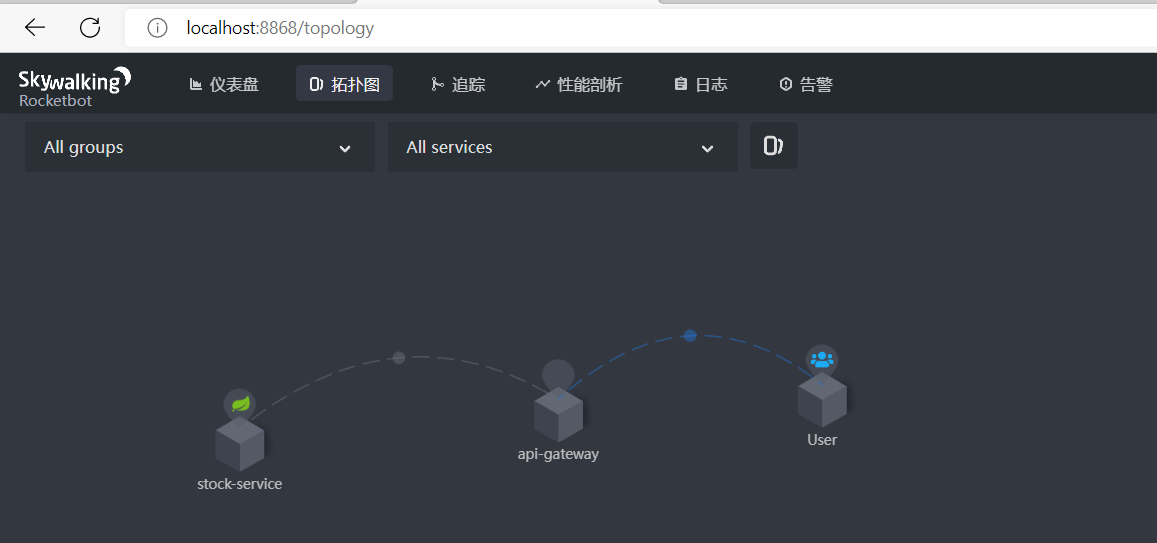 localhost:8868/topology
Skywalking
Rocketbot
仪表盘
拓扑图
追踪
性能剖析
日志
告警
All groups
All services
stock-service
api-gateway
User